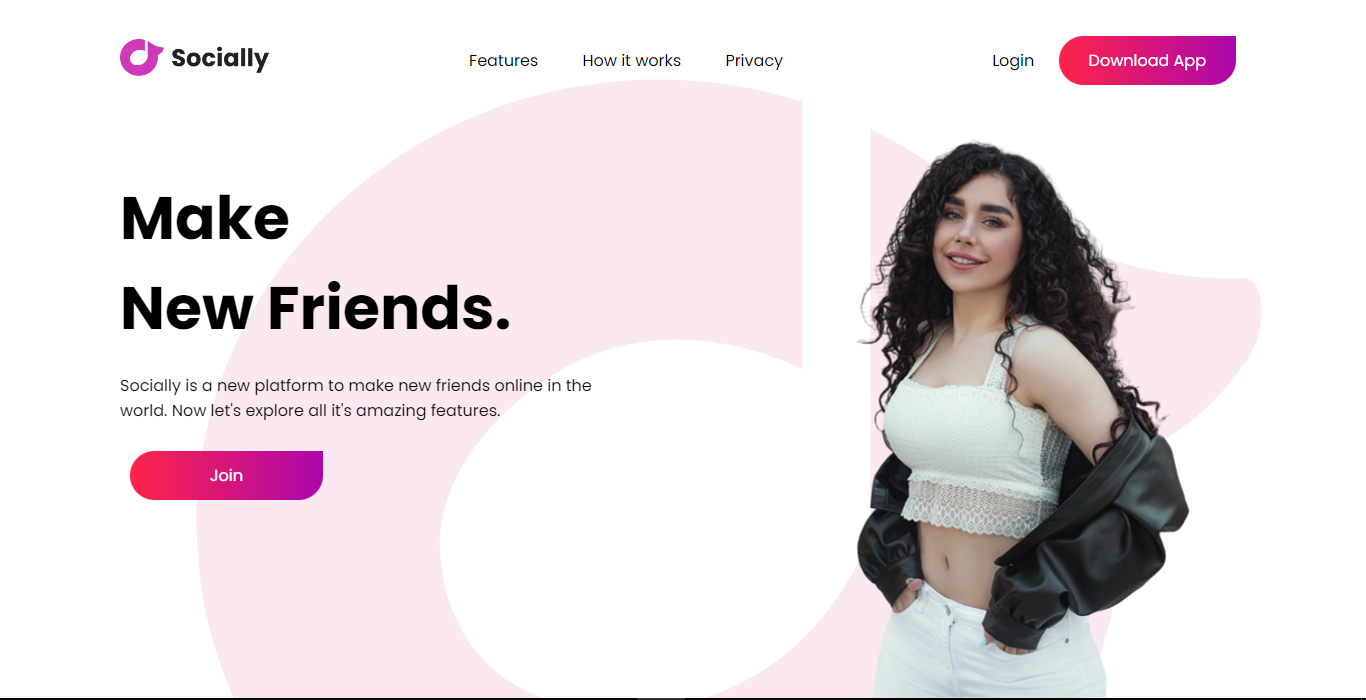 Socially
Features
How it works
Privacy
Login
Download App
Make
New Friends.
Socially is a new platform to make new friends online in the
world. Now let's explore all it's amazing features.
Join